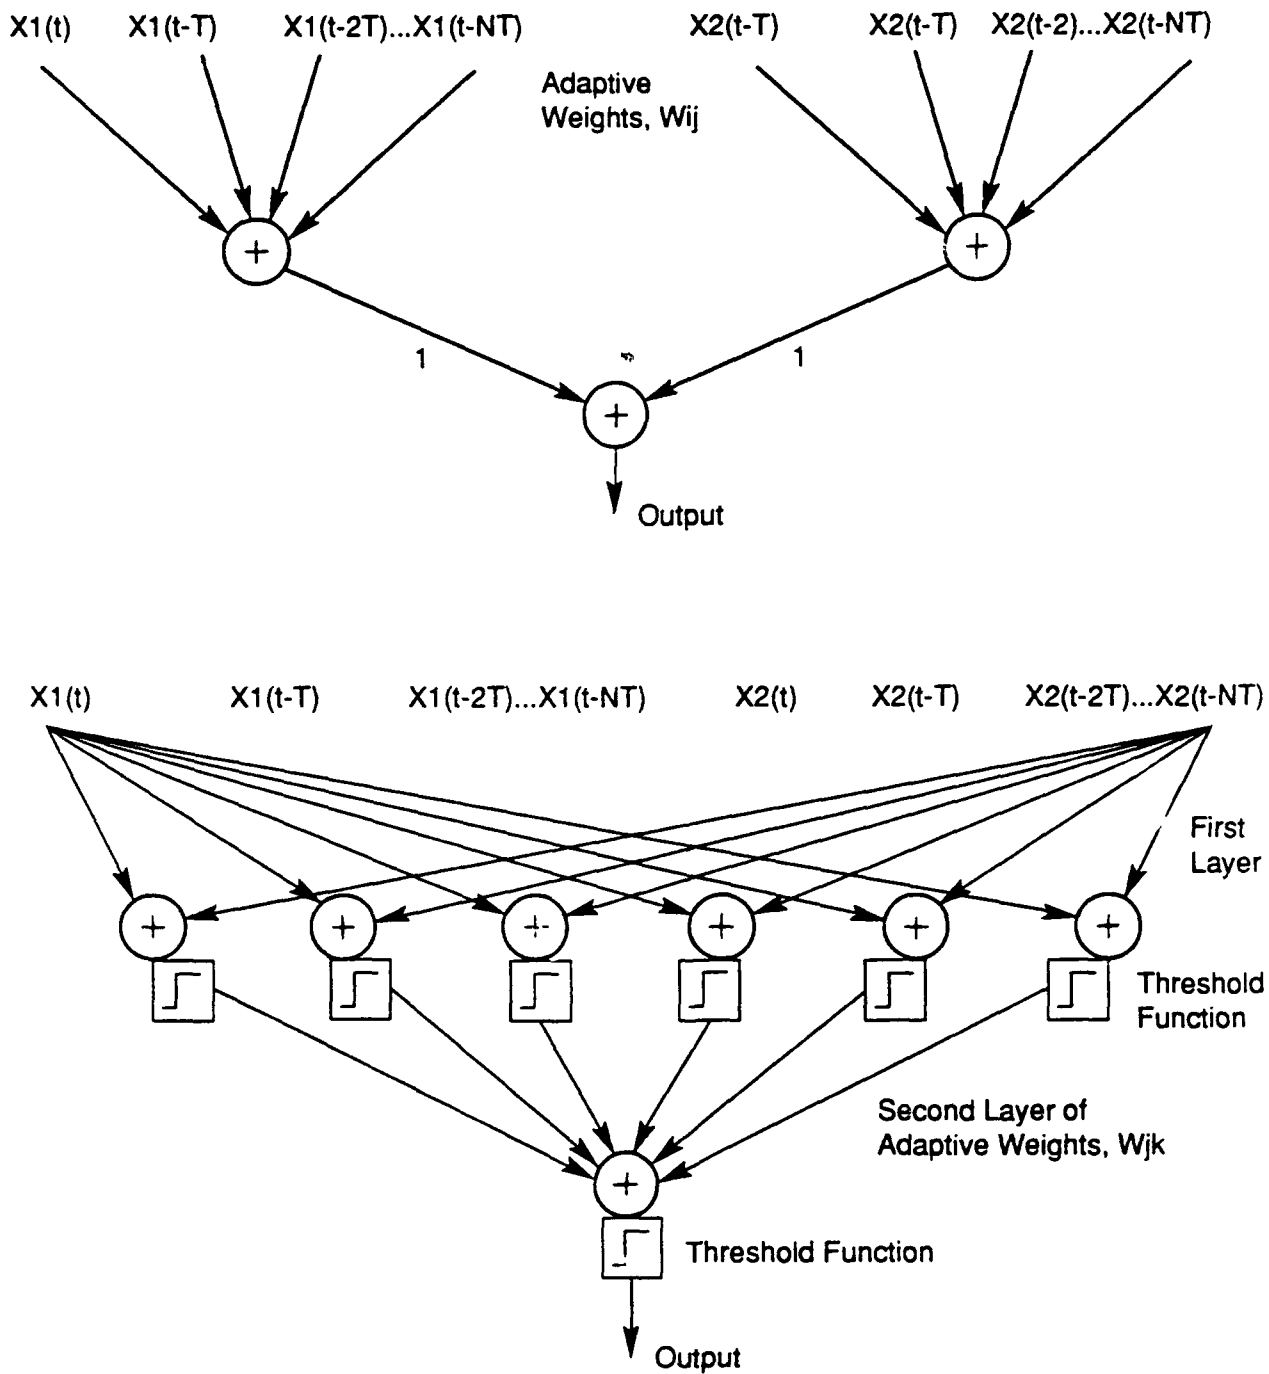 X1(t) X1(t-T) X1(t-2T)...X1(t-NT) X2(t-T) X2(t-T) X2(t-2)...X2(t-NT)
Adaptive
Weights, Wij
+ +
1 1
+
Output
X1(t) X1(t-T) X1(t-2T)...X1(t-NT) X2(t) X2(t-T) X2(t-2T)...X2(t-NT)
First
Layer
+ + + + + +
Threshold
Function
Second Layer of
Adaptive Weights, Wjk
+
Threshold Function
Output